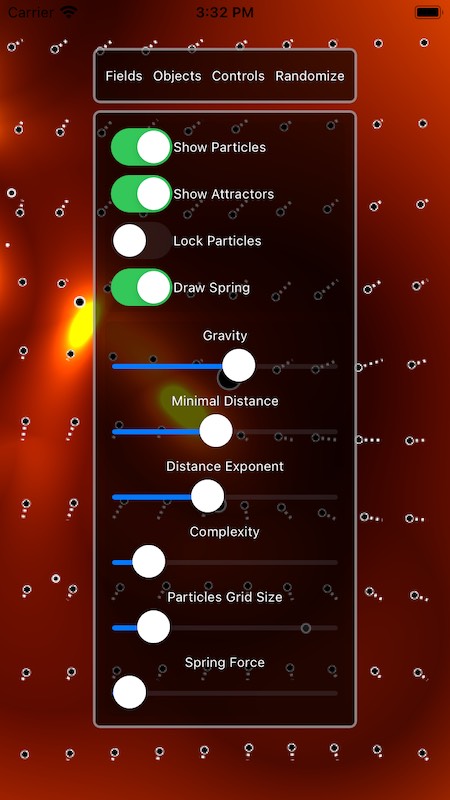 Carrier 3:32 PM
Fields Objects Controls Randomize
Show Particles
Show Attractors
Lock Particles
Draw Spring
Gravity
Minimal Distance
Distance Exponent
Complexity
Particles Grid Size
Spring Force